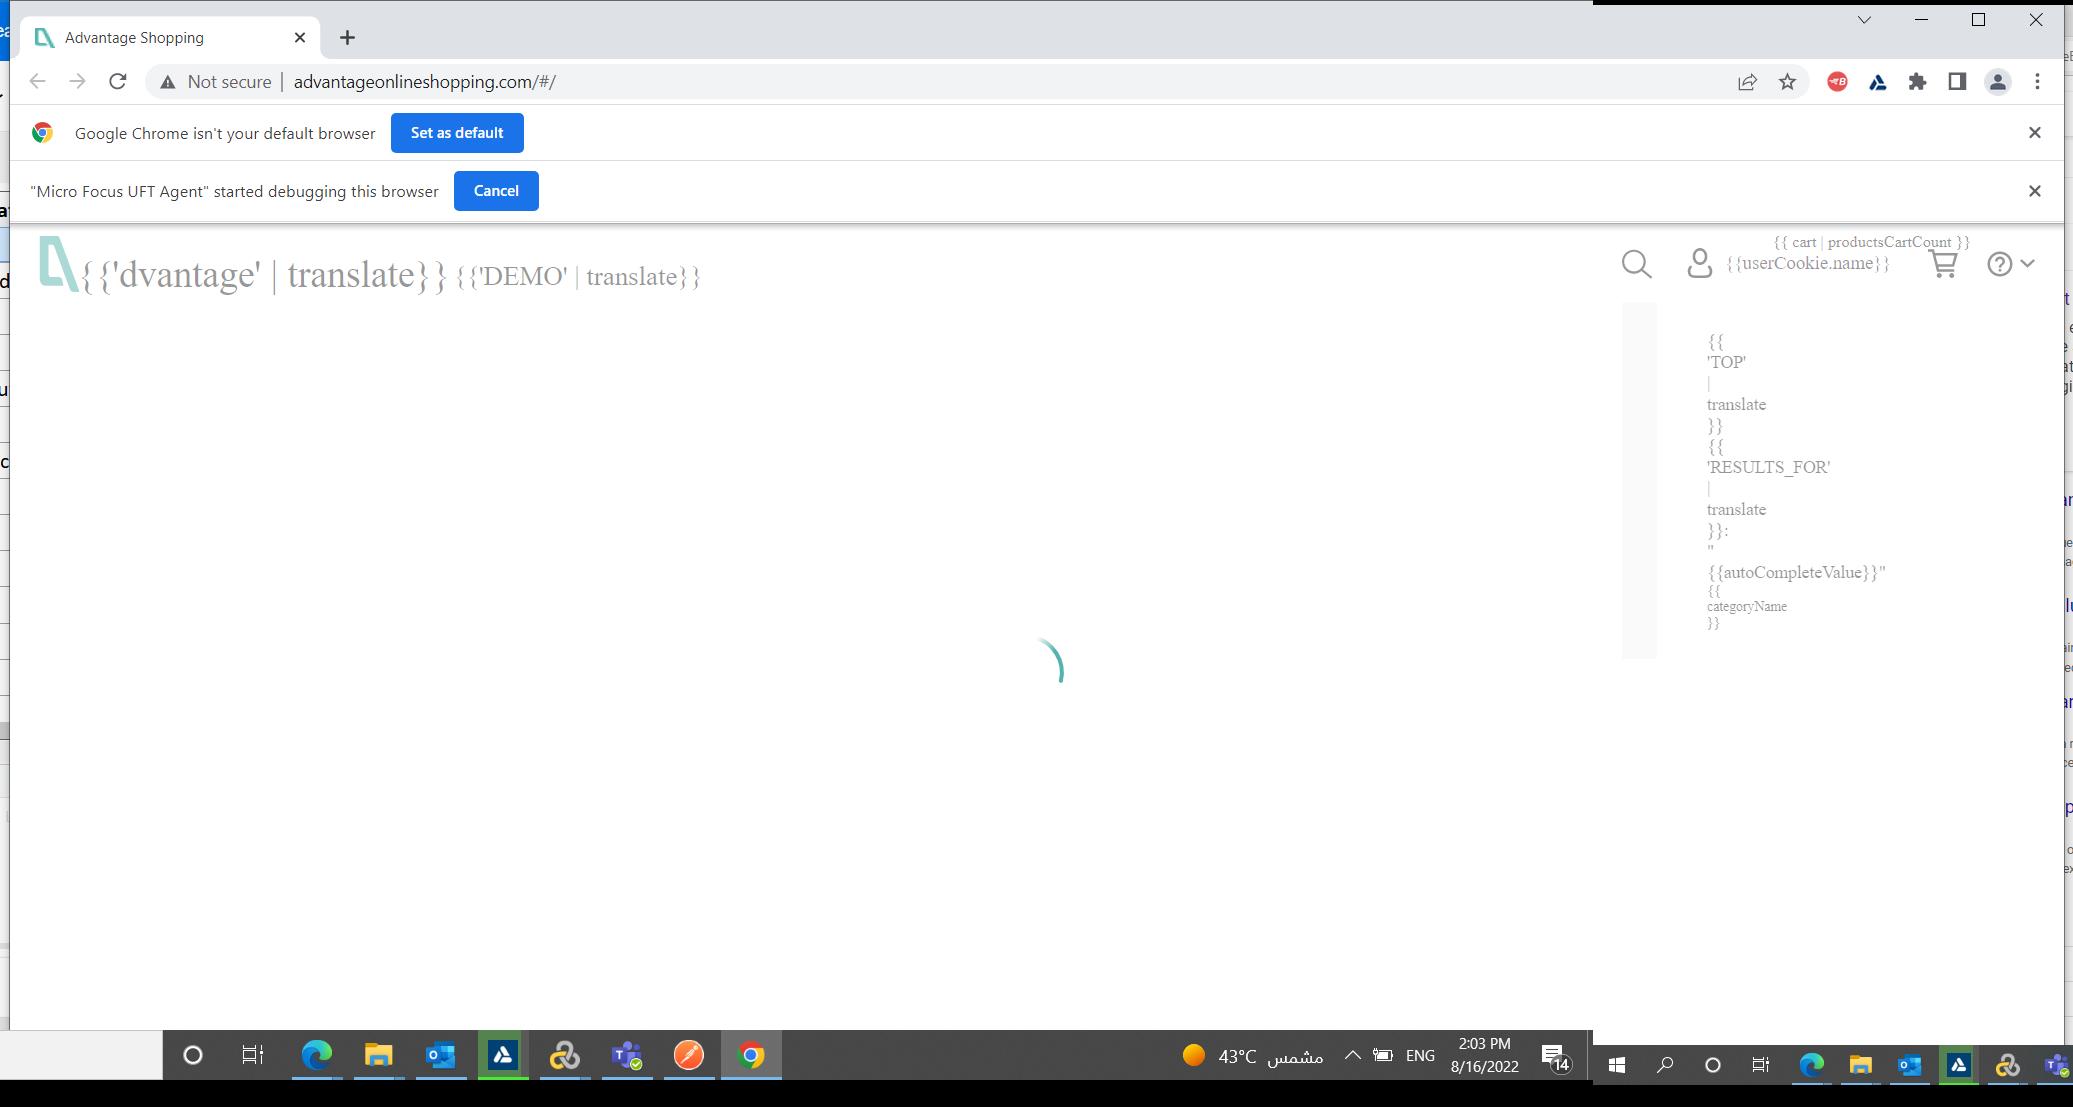 Advantage Shopping
Not secure | advantageonlineshopping.com/#/
Google Chrome isn't your default browser
Set as default
"Micro Focus UFT Agent" started debugging this browser
Cancel
{{'dvantage' | translate}} {{'DEMO' | translate}}
{{ cart | productsCartCount }}
{{userCookie.name}}
{{
'TOP'
|
translate
}}
{{
'RESULTS_FOR'
|
translate
}}:
"
{{autoCompleteValue}}"
{{
categoryName
}}
43°C مشمس
ENG
2:03 PM
8/16/2022
14